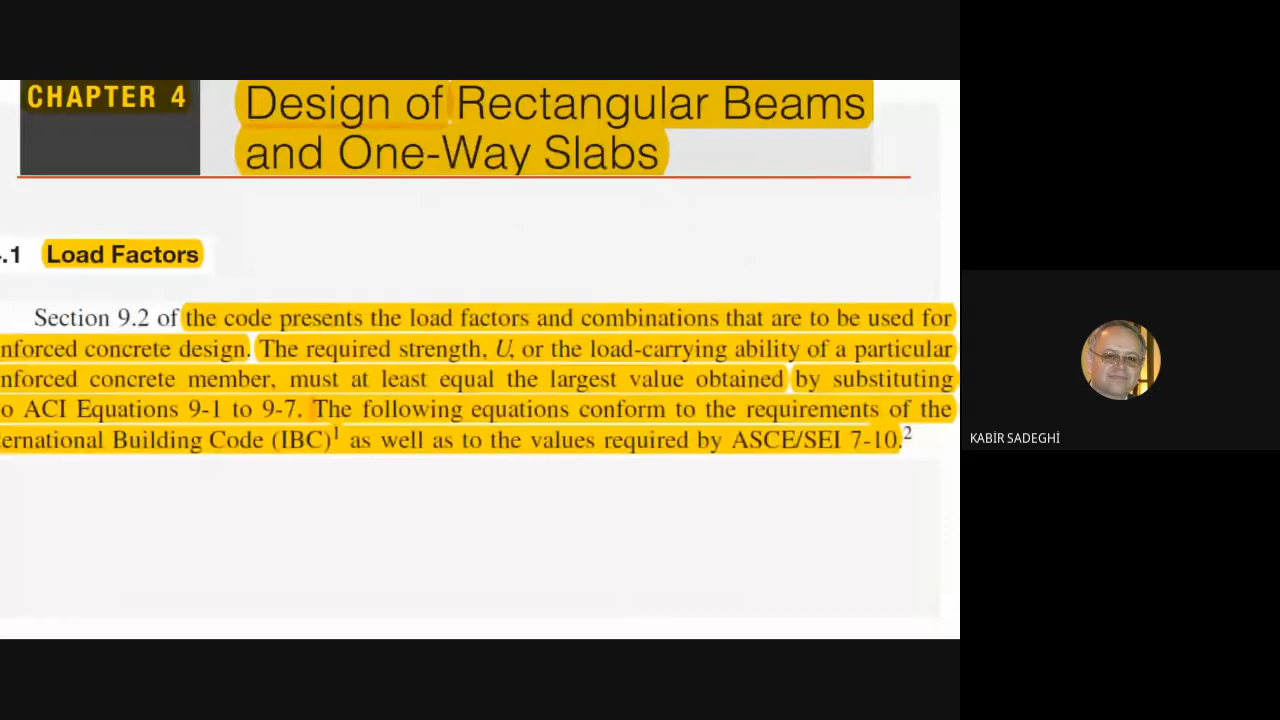 CHAPTER 4
Design of Rectangular Beams
and One-Way Slabs
.1 Load Factors
Section 9.2 of the code presents the load factors and combinations that are to be used for
nforced concrete design. The required strength, U, or the load-carrying ability of a particular
nforced concrete member, must at least equal the largest value obtained by substituting
o ACI Equations 9-1 to 9-7. The following equations conform to the requirements of the
ernational Building Code (IBC)1 as well as to the values required by ASCE/SEI 7-10.2
KABİR SADEGHİ